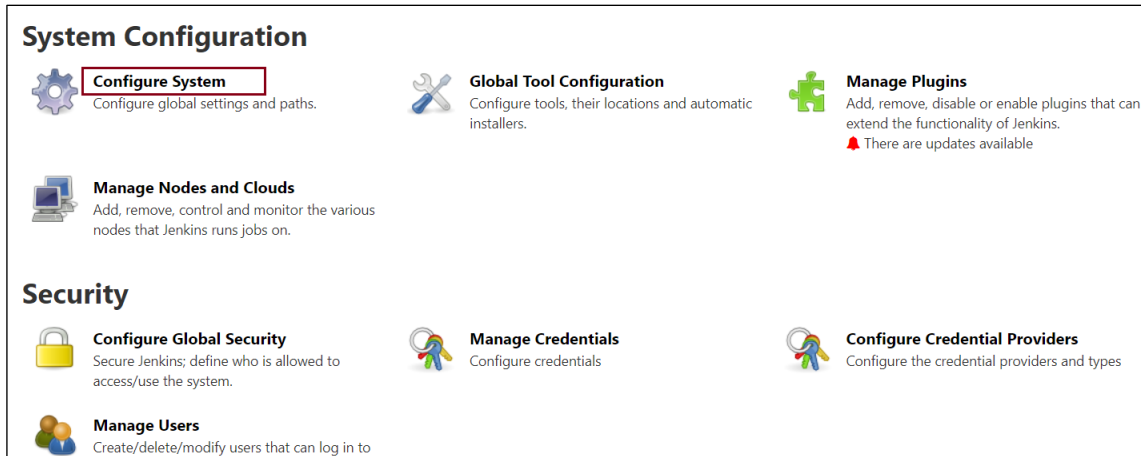 System Configuration
Configure System
Configure global settings and paths.
Global Tool Configuration
Configure tools, their locations and automatic
installers.
Manage Plugins
Add, remove, disable or enable plugins that can
extend the functionality of Jenkins.
There are updates available
Manage Nodes and Clouds
Add, remove, control and monitor the various
nodes that Jenkins runs jobs on.
Security
Configure Global Security
Secure Jenkins; define who is allowed to
access/use the system.
Manage Credentials
Configure credentials
Configure Credential Providers
Configure the credential providers and types
Manage Users
Create/delete/modify users that can log in to